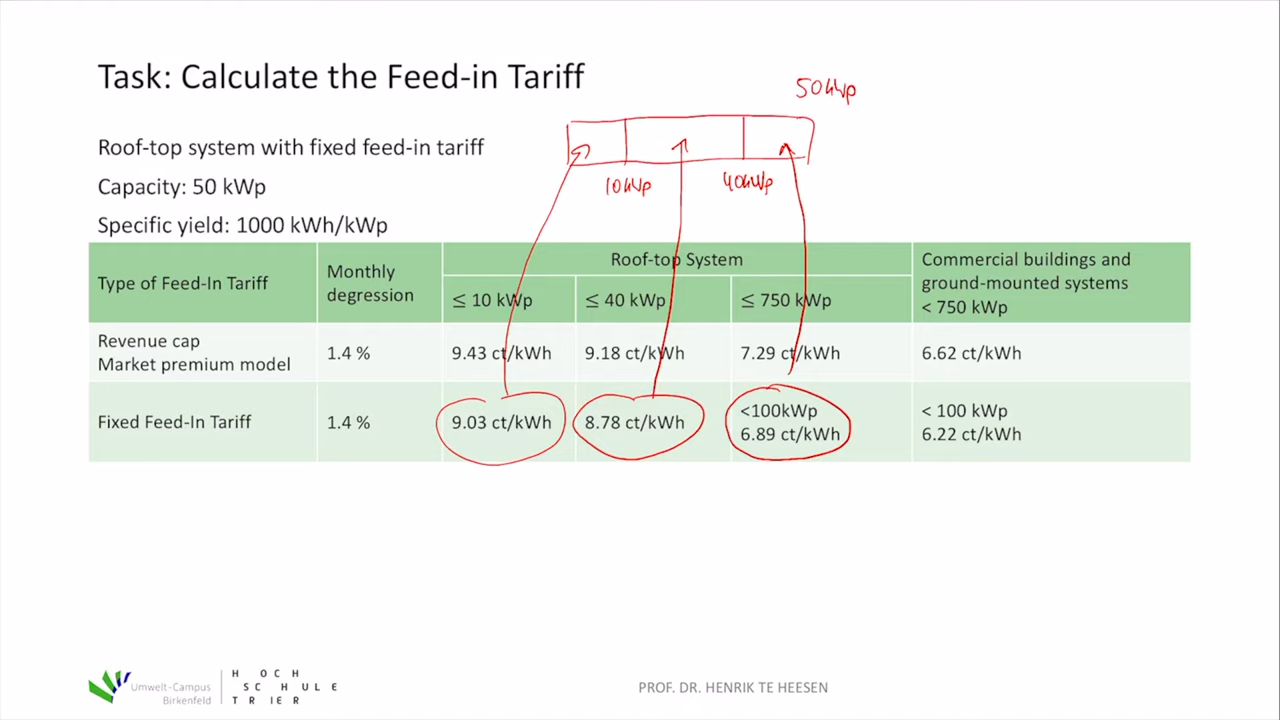 Task: Calculate the Feed-in Tariff
50kWp
Roof-top system with fixed feed-in tariff
Capacity: 50 kWp
10kWp
40kWp
Specific yield: 1000 kWh/kWp
Type of Feed-In Tariff
Monthly
degression
Roof-top System
≤ 10 kWp
≤ 40 kWp
≤ 750 kWp
Commercial buildings and
ground-mounted systems
< 750 kWp
Revenue cap
Market premium model
1.4 %
9.43 ct/kWh
9.18 ct/kWh
7.29 ct/kWh
6.62 ct/kWh
Fixed Feed-In Tariff
1.4 %
9.03 ct/kWh
8.78 ct/kWh
<100kWp
6.89 ct/kWh
< 100 kWp
6.22 ct/kWh
Umwelt-Campus
Birkenfeld
HOCH
SCHULE
TRIER
PROF. DR. HENRIK TE HEESEN